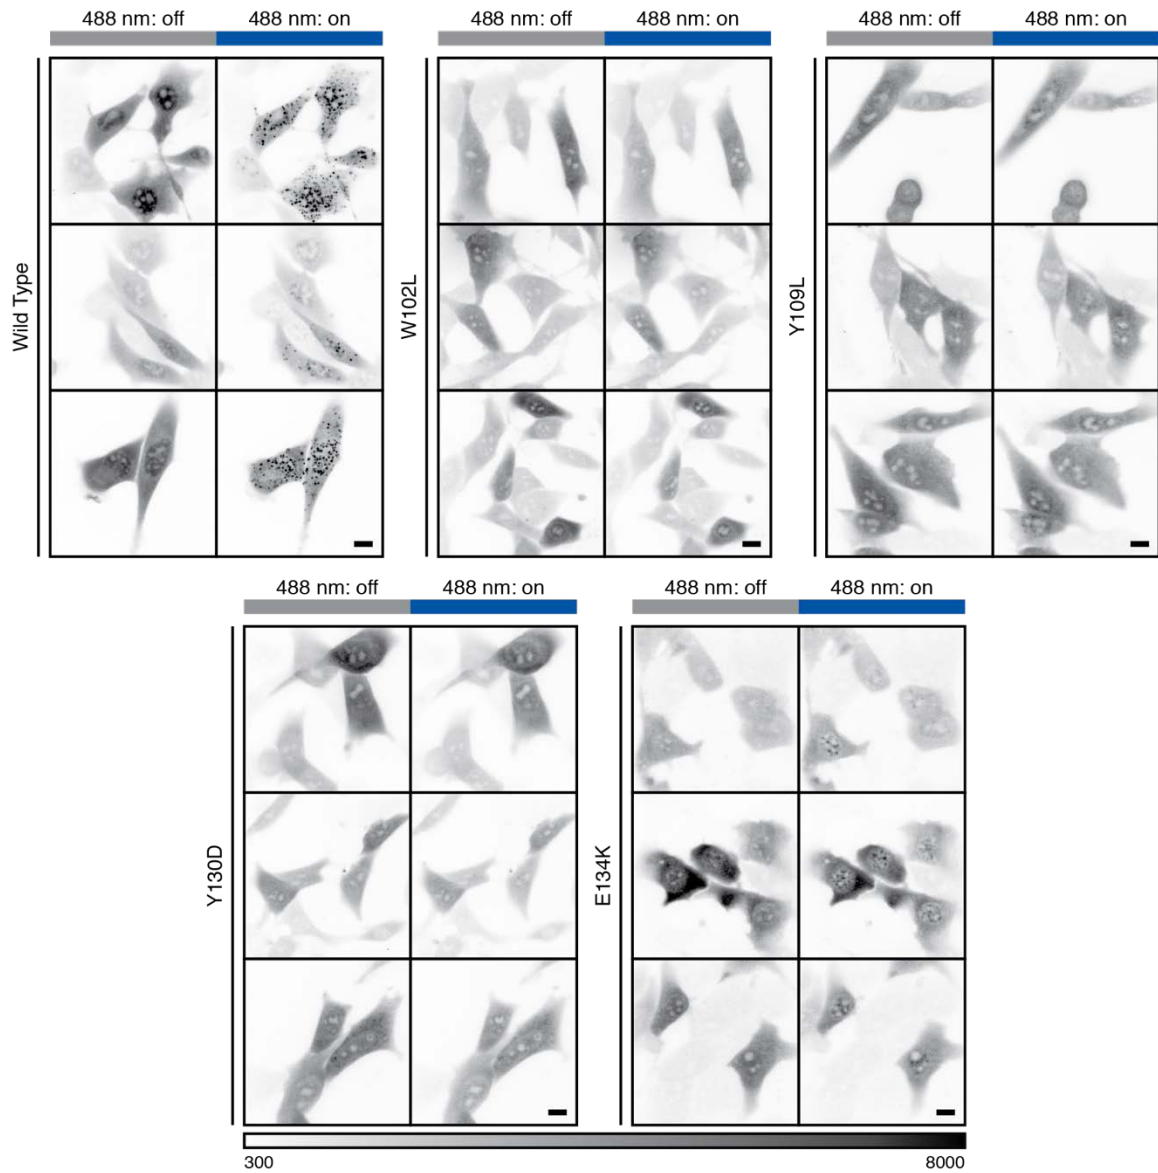 488 nm: off 488 nm: on 488 nm: off 488 nm: on 488 nm: off 488 nm: on
Wild Type
W102L
Y109L
488 nm: off 488 nm: on 488 nm: off 488 nm: on
Y130D
E134K
300 8000